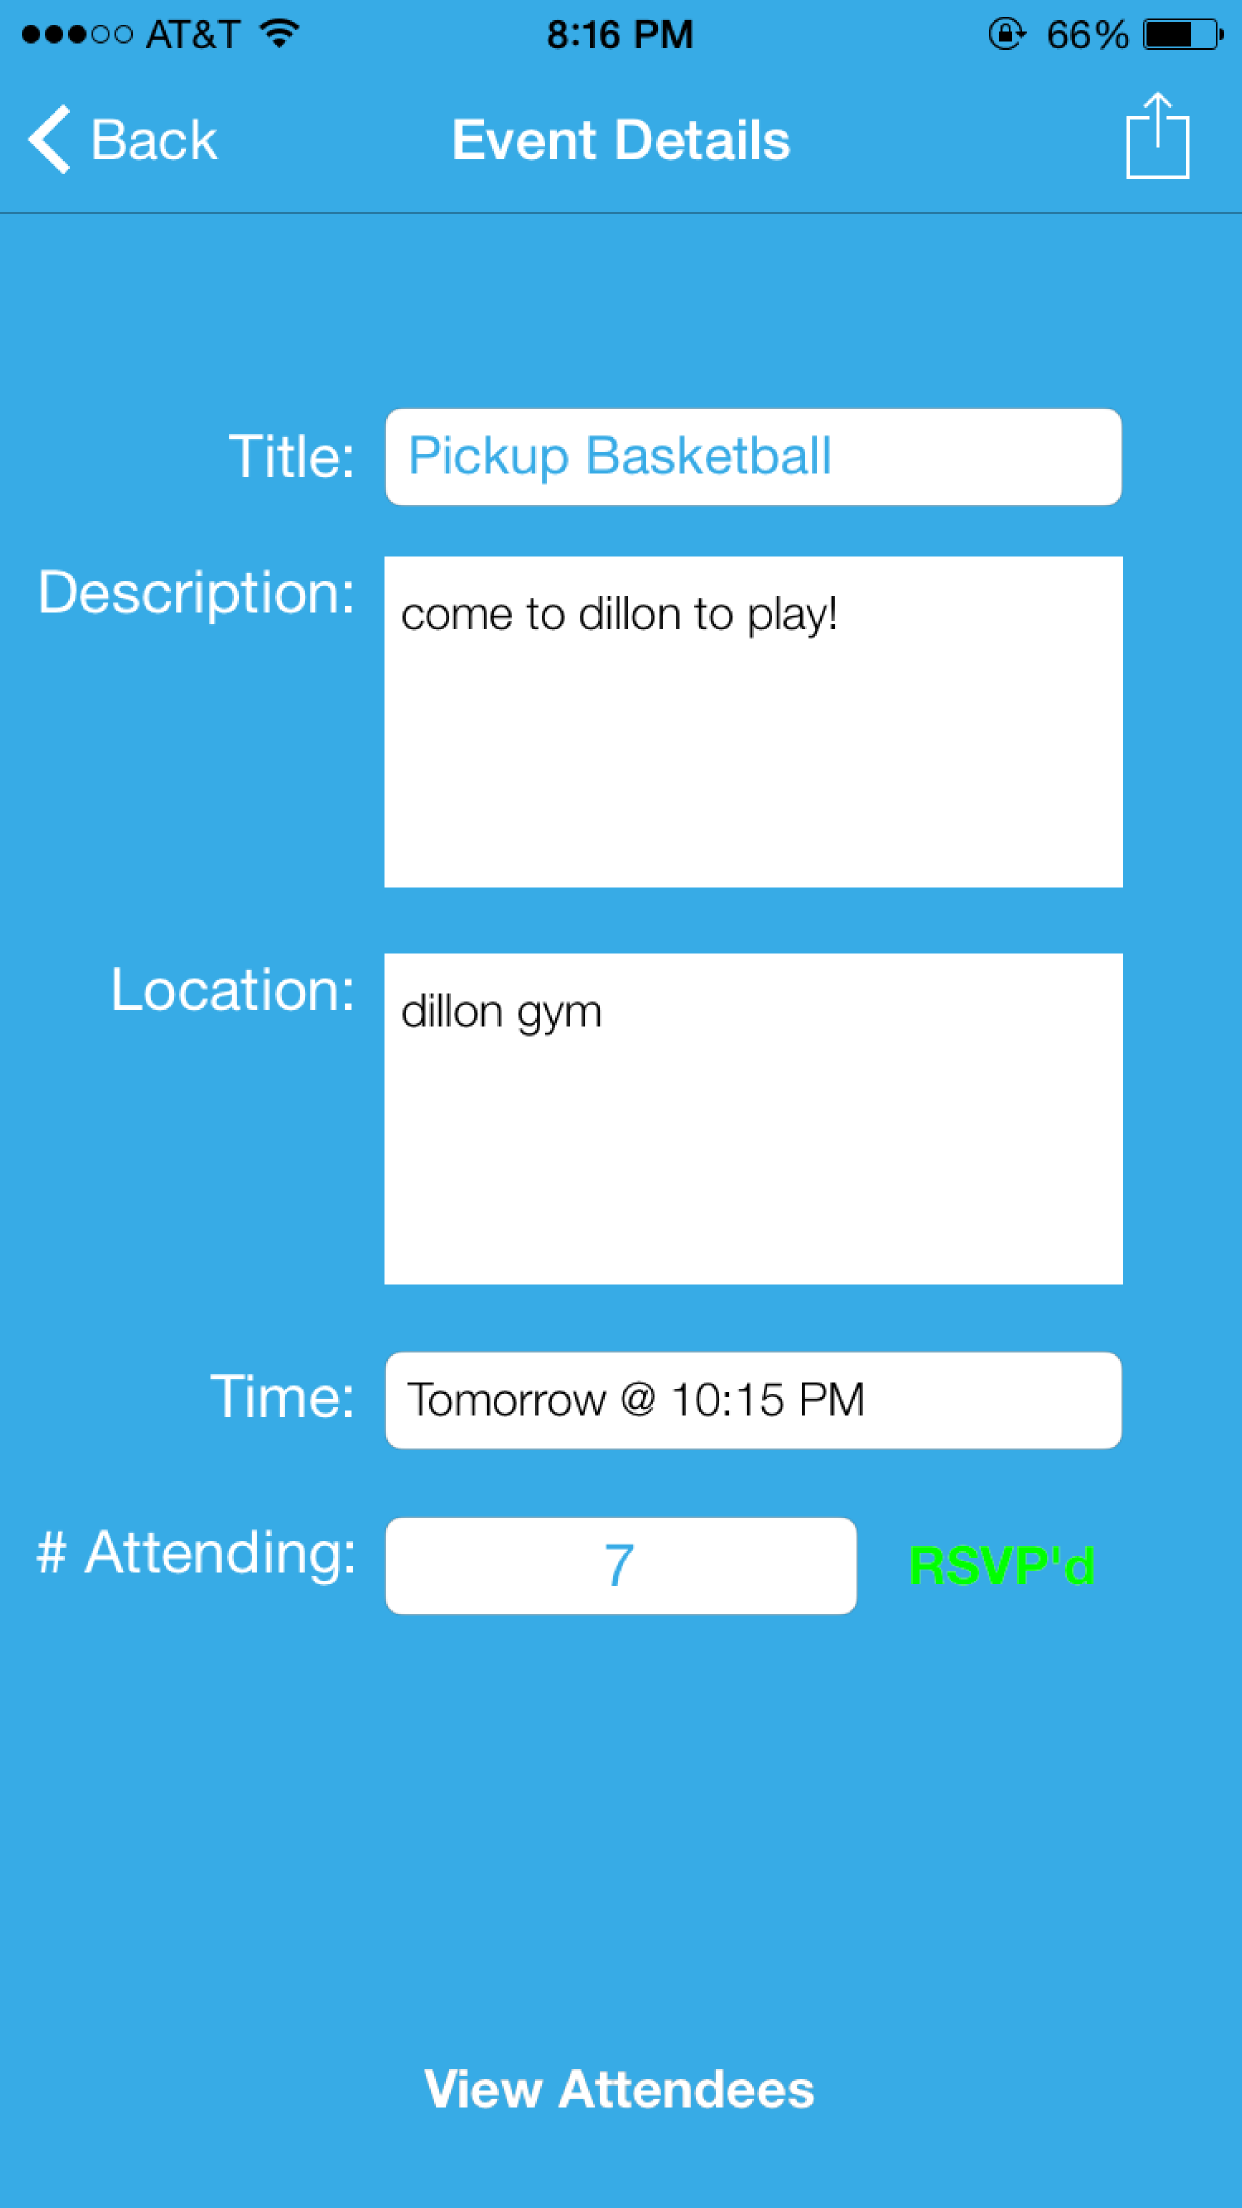 AT&T 8:16 PM 66%
Back Event Details
Title: Pickup Basketball
Description: come to dillon to play!
Location: dillon gym
Time: Tomorrow @ 10:15 PM
# Attending: 7 RSVP'd
View Attendees